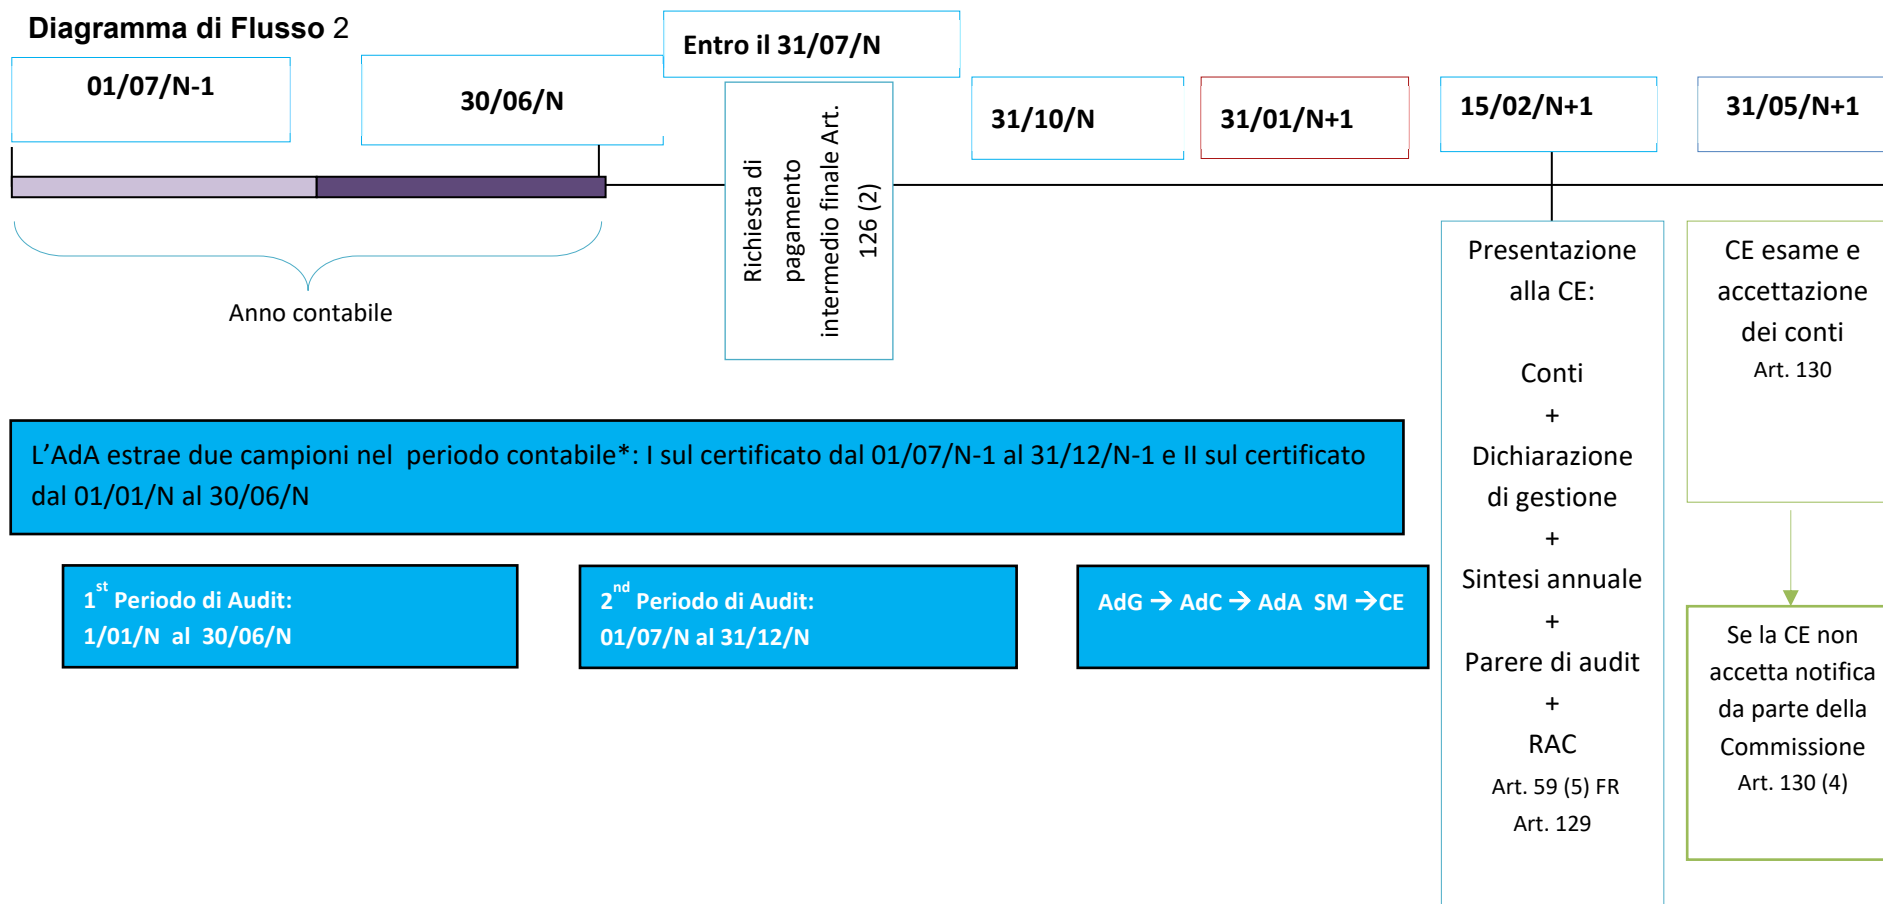 Diagramma di Flusso 2
01/07/N-1
30/06/N
Entro il 31/07/N
31/10/N
31/01/N+1
15/02/N+1
31/05/N+1
Richiesta di
pagamento
intermedio finale Art.
126 (2)
Anno contabile
L’AdA estrae due campioni nel  periodo contabile*: I sul certificato dal 01/07/N-1 al 31/12/N-1 e II sul certificato
dal 01/01/N al 30/06/N
1st Periodo di Audit:
1/01/N  al  30/06/N
2nd Periodo di Audit:
01/07/N al 31/12/N
AdG → AdC → AdA  SM →CE
Presentazione
alla CE:
Conti
+
Dichiarazione
di gestione
+
Sintesi annuale
+
Parere di audit
+
RAC
Art. 59 (5) FR
Art. 129
CE esame e
accettazione
dei conti
Art. 130
Se la CE non
accetta notifica
da parte della
Commissione
Art. 130 (4)